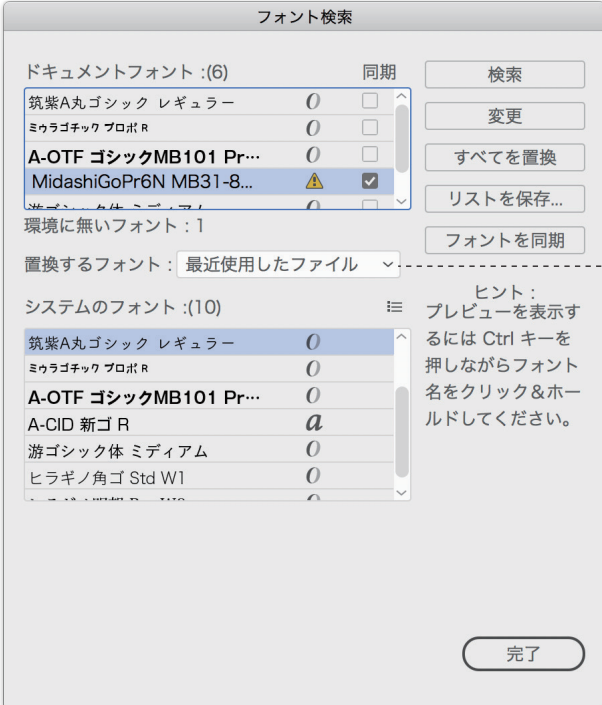 フォント検索
ドキュメントフォント :(6)
同期
筑紫A丸ゴシック レギュラー
ミウラゴチック プロポ R
A-OTF ゴシックMB101 Pr…
MidashiGoPr6N MB31-8...
游ゴシック体 ミディアム
環境に無いフォント : 1
置換するフォント : 最近使用したファイル
システムのフォント :(10)
筑紫A丸ゴシック レギュラー
ミウラゴチック プロポ R
A-OTF ゴシックMB101 Pr…
A-CID 新ゴ R
游ゴシック体 ミディアム
ヒラギノ角ゴ Std W1
検索
変更
すべてを置換
リストを保存...
フォントを同期
ヒント :
プレビューを表示す
るには Ctrl キーを
押しながらフォント
名をクリック＆ホー
ルドしてください。
完了